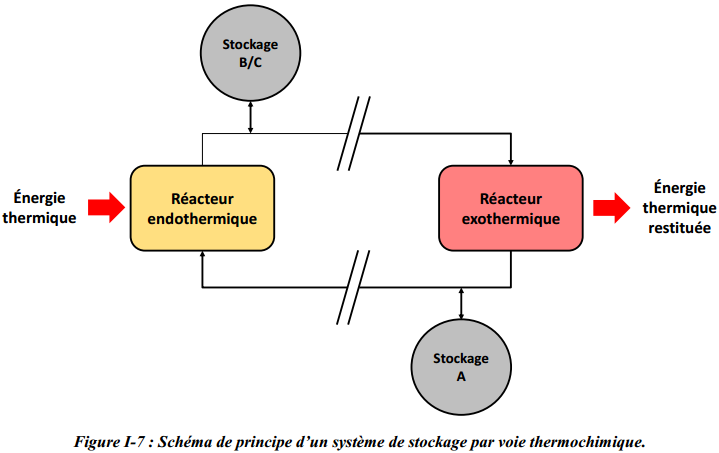 Stockage
B/C
Énergie
thermique
Réacteur
endothermique
Réacteur
exothermique
Énergie
thermique
restituée
Stockage
A
Figure I-7 : Schéma de principe d’un système de stockage par voie thermochimique.